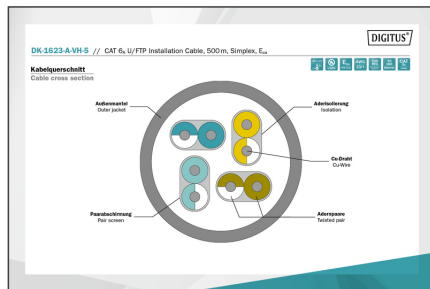 DIGITUS®
DK-1623-A-VH-5 // CAT 6A U/FTP Installation Cable, 500 m, Simplex, Eca
Kabelquerschnitt
Cable cross section
Außenmantel
Outer jacket
Aderisolierung
Isolation
Cu-Draht
Cu-Wire
Paarabschirmung
Pair screen
Adernpaare
Twisted pair